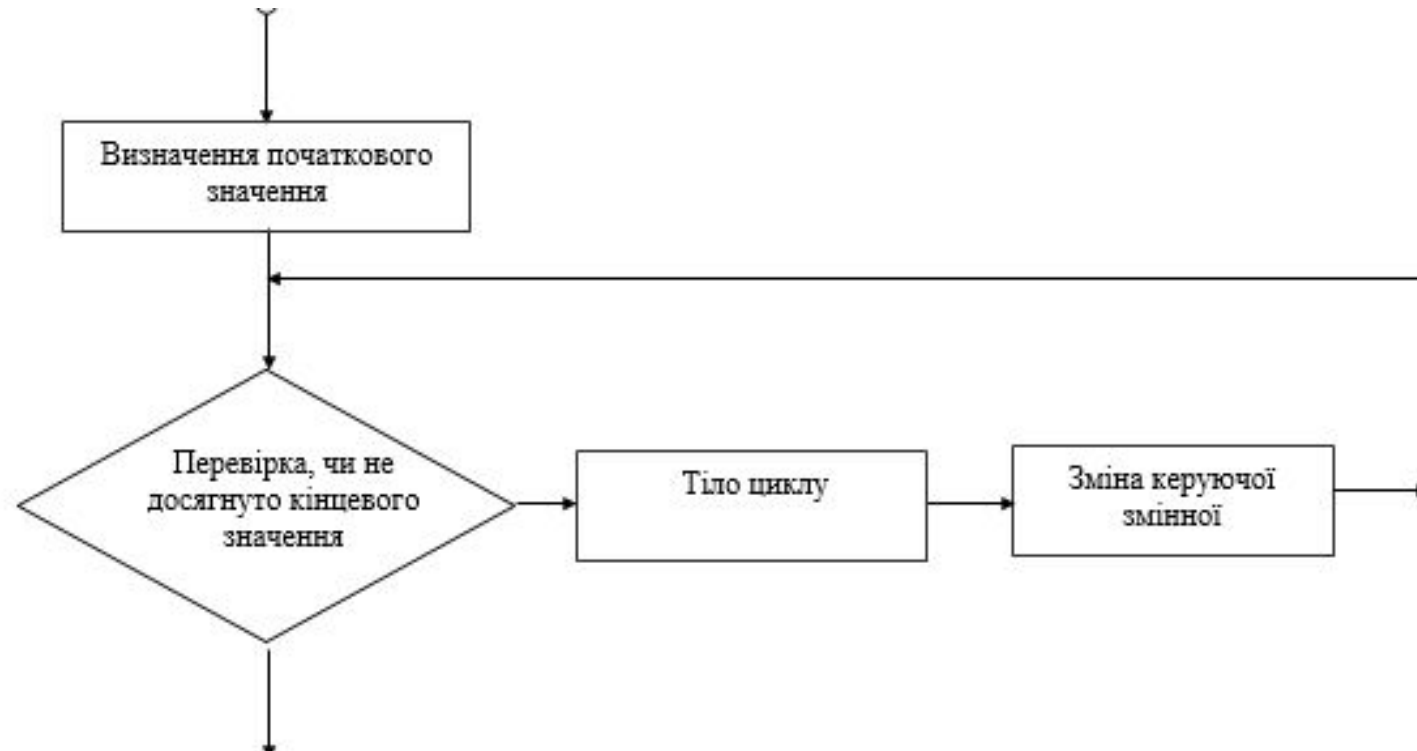 Визначення початкового
значення
Перевірка, чи не
досягнуто кінцевого
значення
Тіло циклу
Зміна керуючої
змінної